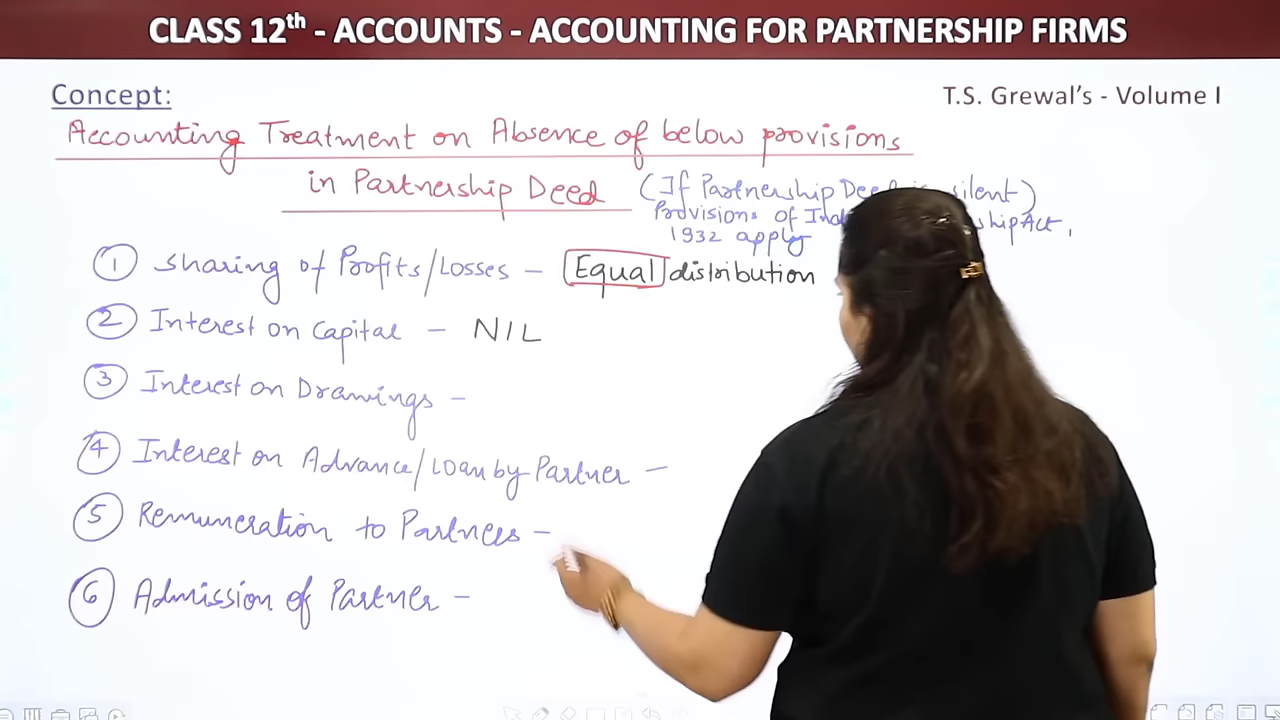 CLASS 12th - ACCOUNTS - ACCOUNTING FOR PARTNERSHIP FIRMS
Concept:
T.S. Grewal's - Volume I
Accounting Treatment on Absence of below provisions
in Partnership Deed (If Partnership silent)
Provisions of Act,
1932 apply
① Sharing of Profits/Losses - Equal distribution
② Interest on Capital - NIL
③ Interest on Drawings -
④ Interest on Advance/Loan by Partner -
⑤ Remuneration to Partners -
⑥ Admission of Partner -